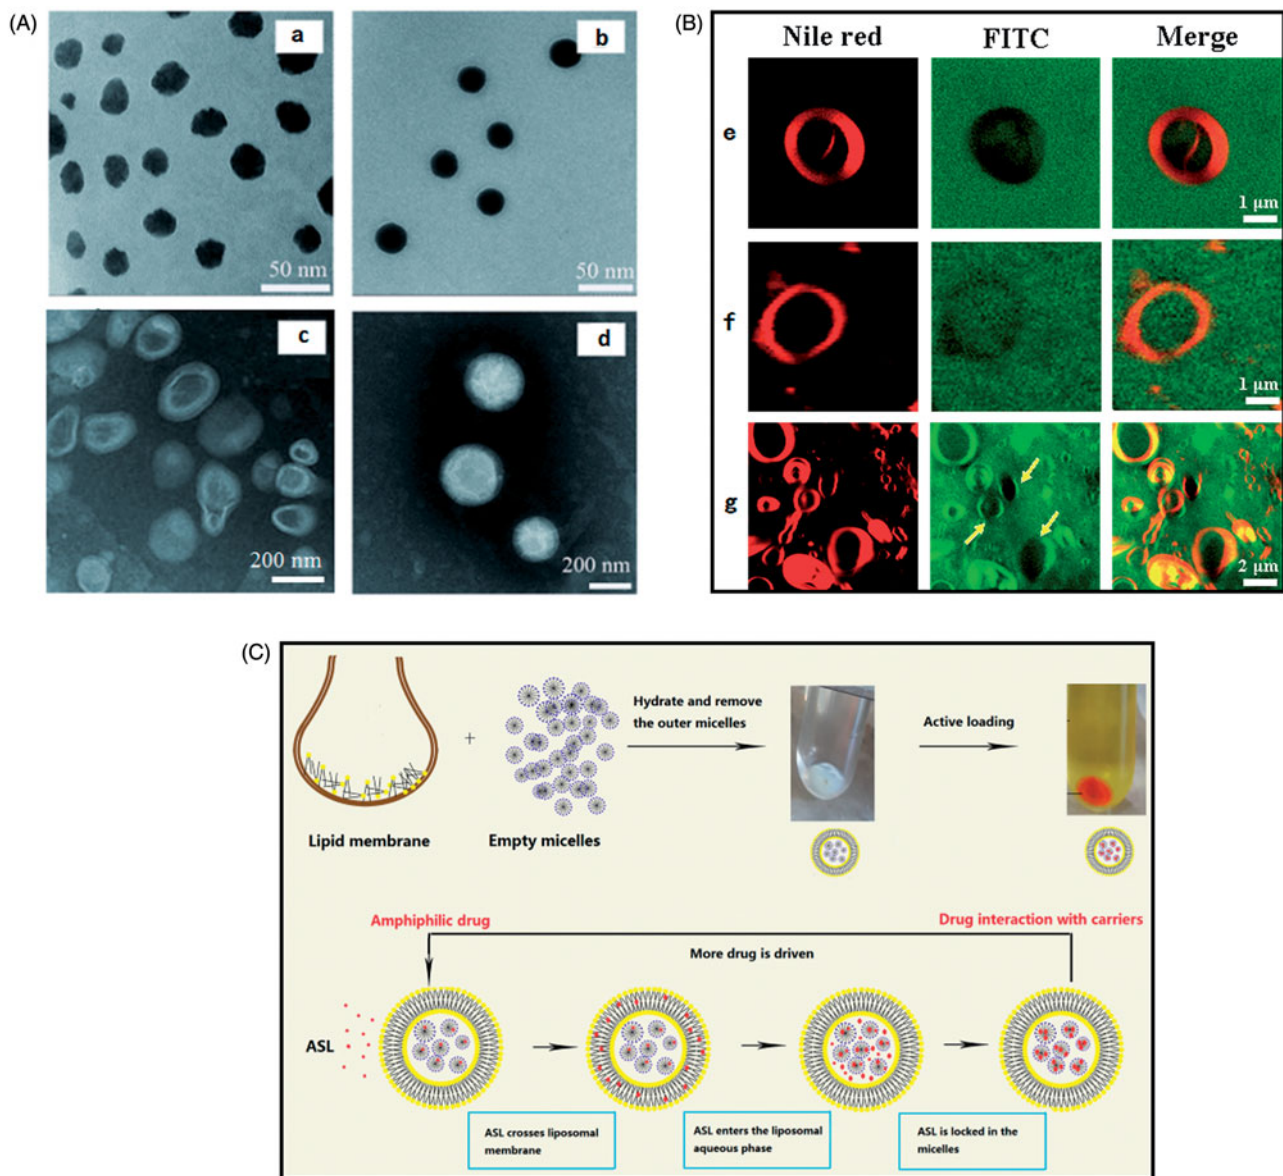 (A)
a
b
50 nm
50 nm
c
d
200 nm
200 nm
(B)
Nile red
FITC
Merge
e
1 μm
f
1 μm
g
2 μm
(C)
Hydrate and remove
the outer micelles
Active loading
+
Lipid membrane
Empty micelles
Amphiphilic drug
Drug interaction with carriers
More drug is driven
ASL
ASL crosses liposomal
membrane
ASL enters the liposomal
aqueous phase
ASL is locked in the
micelles